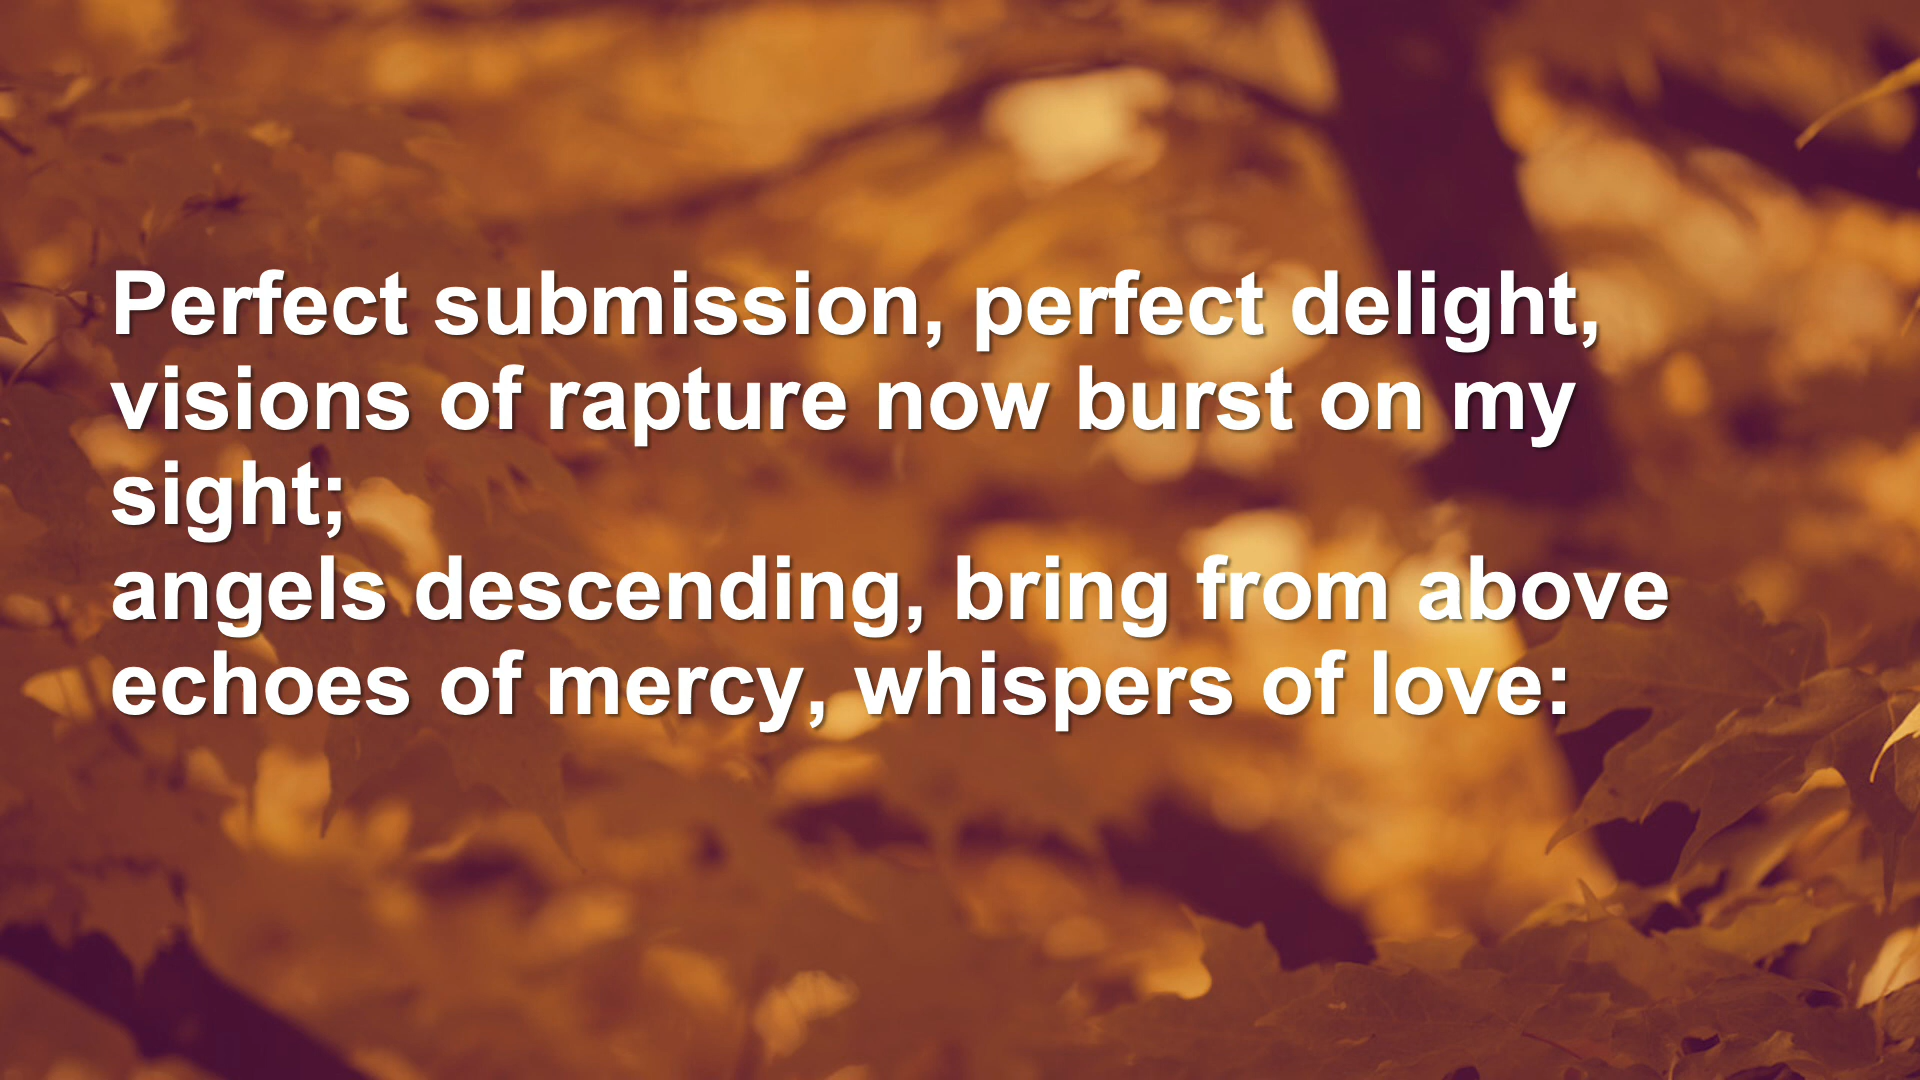 Perfect submission, perfect delight,
visions of rapture now burst on my
sight;
angels descending, bring from above
echoes of mercy, whispers of love: